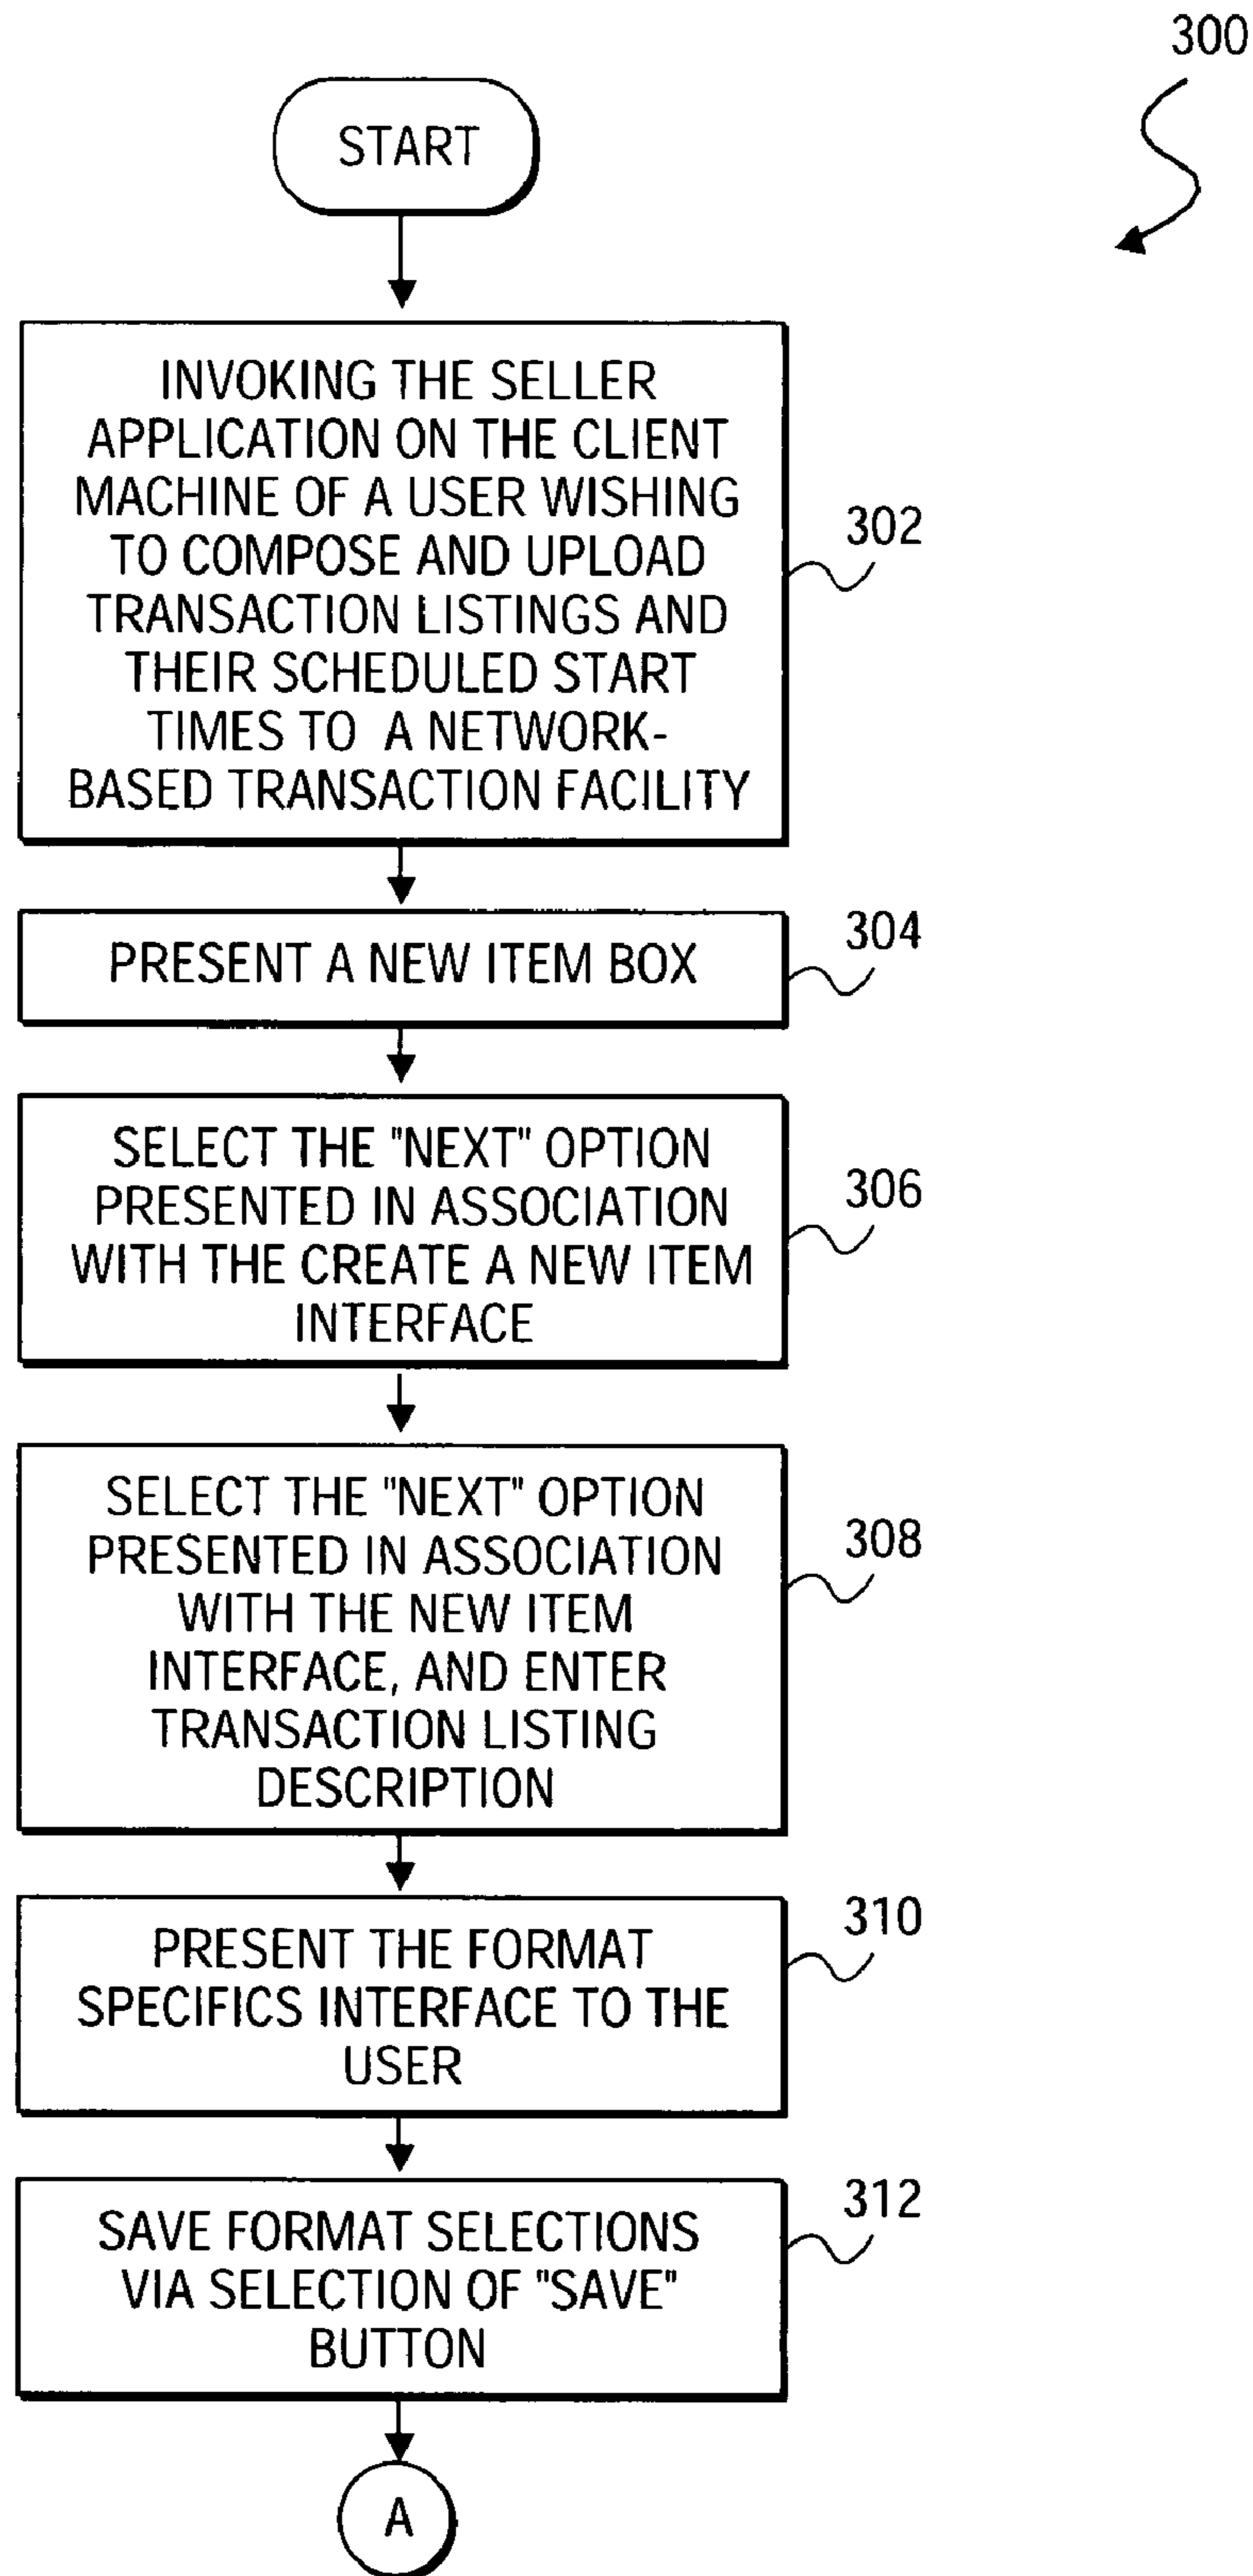 300
START
INVOKING THE SELLER
APPLICATION ON THE CLIENT
MACHINE OF A USER WISHING
TO COMPOSE AND UPLOAD
TRANSACTION LISTINGS AND
THEIR SCHEDULED START
TIMES TO A NETWORK-
BASED TRANSACTION FACILITY
302
PRESENT A NEW ITEM BOX
304
SELECT THE "NEXT" OPTION
PRESENTED IN ASSOCIATION
WITH THE CREATE A NEW ITEM
INTERFACE
306
SELECT THE "NEXT" OPTION
PRESENTED IN ASSOCIATION
WITH THE NEW ITEM
INTERFACE, AND ENTER
TRANSACTION LISTING
DESCRIPTION
308
PRESENT THE FORMAT
SPECIFICS INTERFACE TO THE
USER
310
SAVE FORMAT SELECTIONS
VIA SELECTION OF "SAVE"
BUTTON
312
A